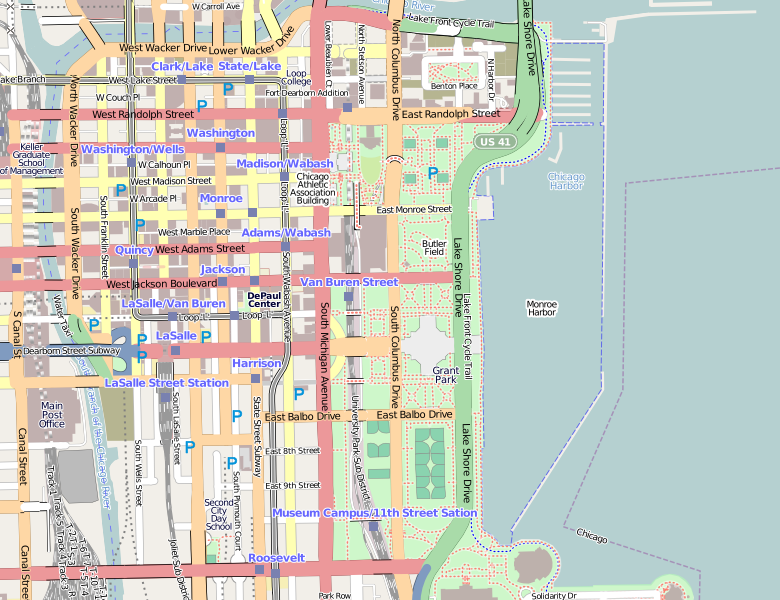 W Carroll Ave
Chicago River
Lake Front Cycle Trail
Lake Shore Drive
West Wacker Drive
Lower Wacker Drive
Lower Beaubien Ct
North Stetson Avenue
North Columbus Drive
Clark/Lake
State/Lake
Loop
College
N Harbor Dr
West Lake Street
P
Benton Place
W Couch Pl
P
Fort Dearborn Addition
North Wacker Drive
West Randolph Street
East Randolph Street
Washington
Loop 'L'
US 41
Keller
Graduate
School
of Management
Washington/Wells
W Calhoun Pl
Madison/Wabash
Chicago
Athletic
Association
Building
P
Chicago
Harbor
West Madison Street
P
W Arcade Pl
Monroe
Loop 'L'
East Monroe Street
South Franklin Street
South Wacker Drive
P
West Marble Place
Adams/Wabash
Quincy
West Adams Street
Butler
Field
Lake Shore Drive
Jackson
West Jackson Boulevard
Van Buren Street
South Wabash Avenue
DePaul
Center
LaSalle/Van Buren
Loop 'L'
Loop 'L'
Water Taxi
Monroe
Harbor
Lake Front Cycle Trail
S Canal St
P
South Michigan Avenue
South Columbus Drive
LaSalle
P
P
Dearborn Street Subway
P
Harrison
Grant
Park
LaSalle Street Station
P
Main
Post
Office
South LaSalle Street
State Street Subway
University Park Sub District
P
East Balbo Drive
East Balbo Drive
Canal Street
South Wells Street
P
East 8th Street
P
Lake Shore Drive
East 9th Street
South Plymouth Court
Second-
City
Day
School
Museum Campus/11th Street Sation
Chicago
Canal Street
Joliet Sub District
Roosevelt
Park Row
Solidarity Dr